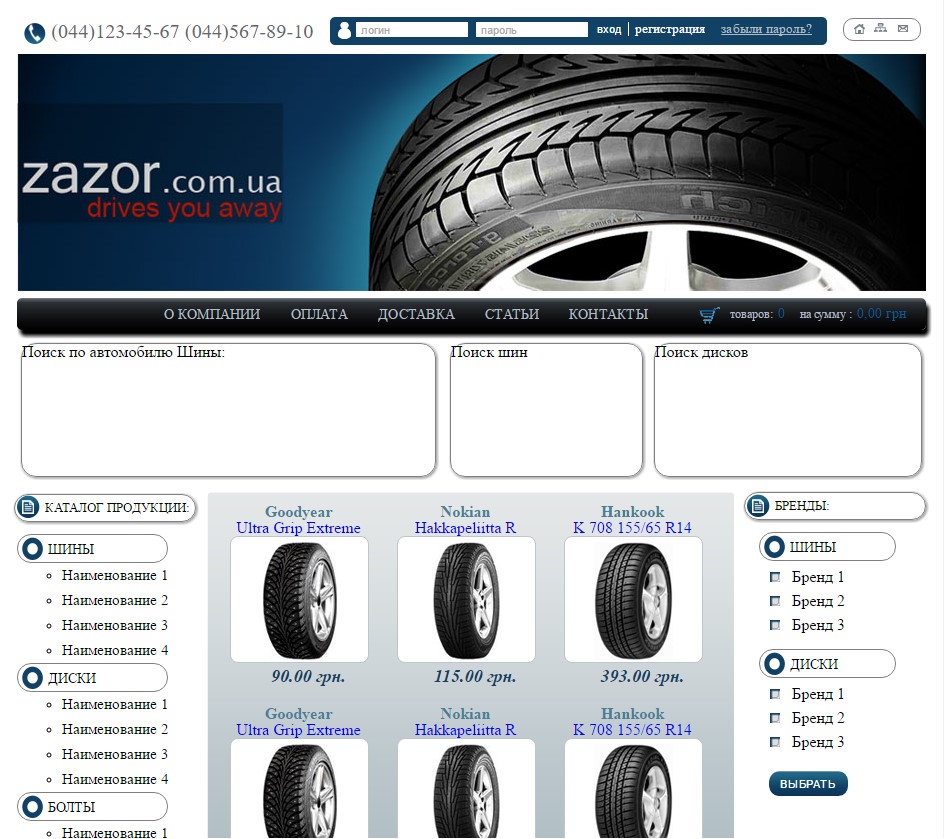 (044)123-45-67 (044)567-89-10
логин
пароль
вход
регистрация
забыли пароль?
zazor.com.ua
drives you away
О КОМПАНИИ
ОПЛАТА
ДОСТАВКА
СТАТЬИ
КОНТАКТЫ
товаров: 0
на сумму : 0,00 грн
Поиск по автомобилю Шины:
Поиск шин
Поиск дисков
КАТАЛОГ ПРОДУКЦИИ:
ШИНЫ
Наименование 1
Наименование 2
Наименование 3
Наименование 4
ДИСКИ
Наименование 1
Наименование 2
Наименование 3
Наименование 4
БОЛТЫ
Наименование 1
Goodyear
Ultra Grip Extreme
90.00 грн.
Nokian
Hakkapeliitta R
115.00 грн.
Hankook
K 708 155/65 R14
393.00 грн.
Goodyear
Ultra Grip Extreme
Nokian
Hakkapeliitta R
Hankook
K 708 155/65 R14
БРЕНДЫ:
ШИНЫ
Бренд 1
Бренд 2
Бренд 3
ДИСКИ
Бренд 1
Бренд 2
Бренд 3
ВЫБРАТЬ